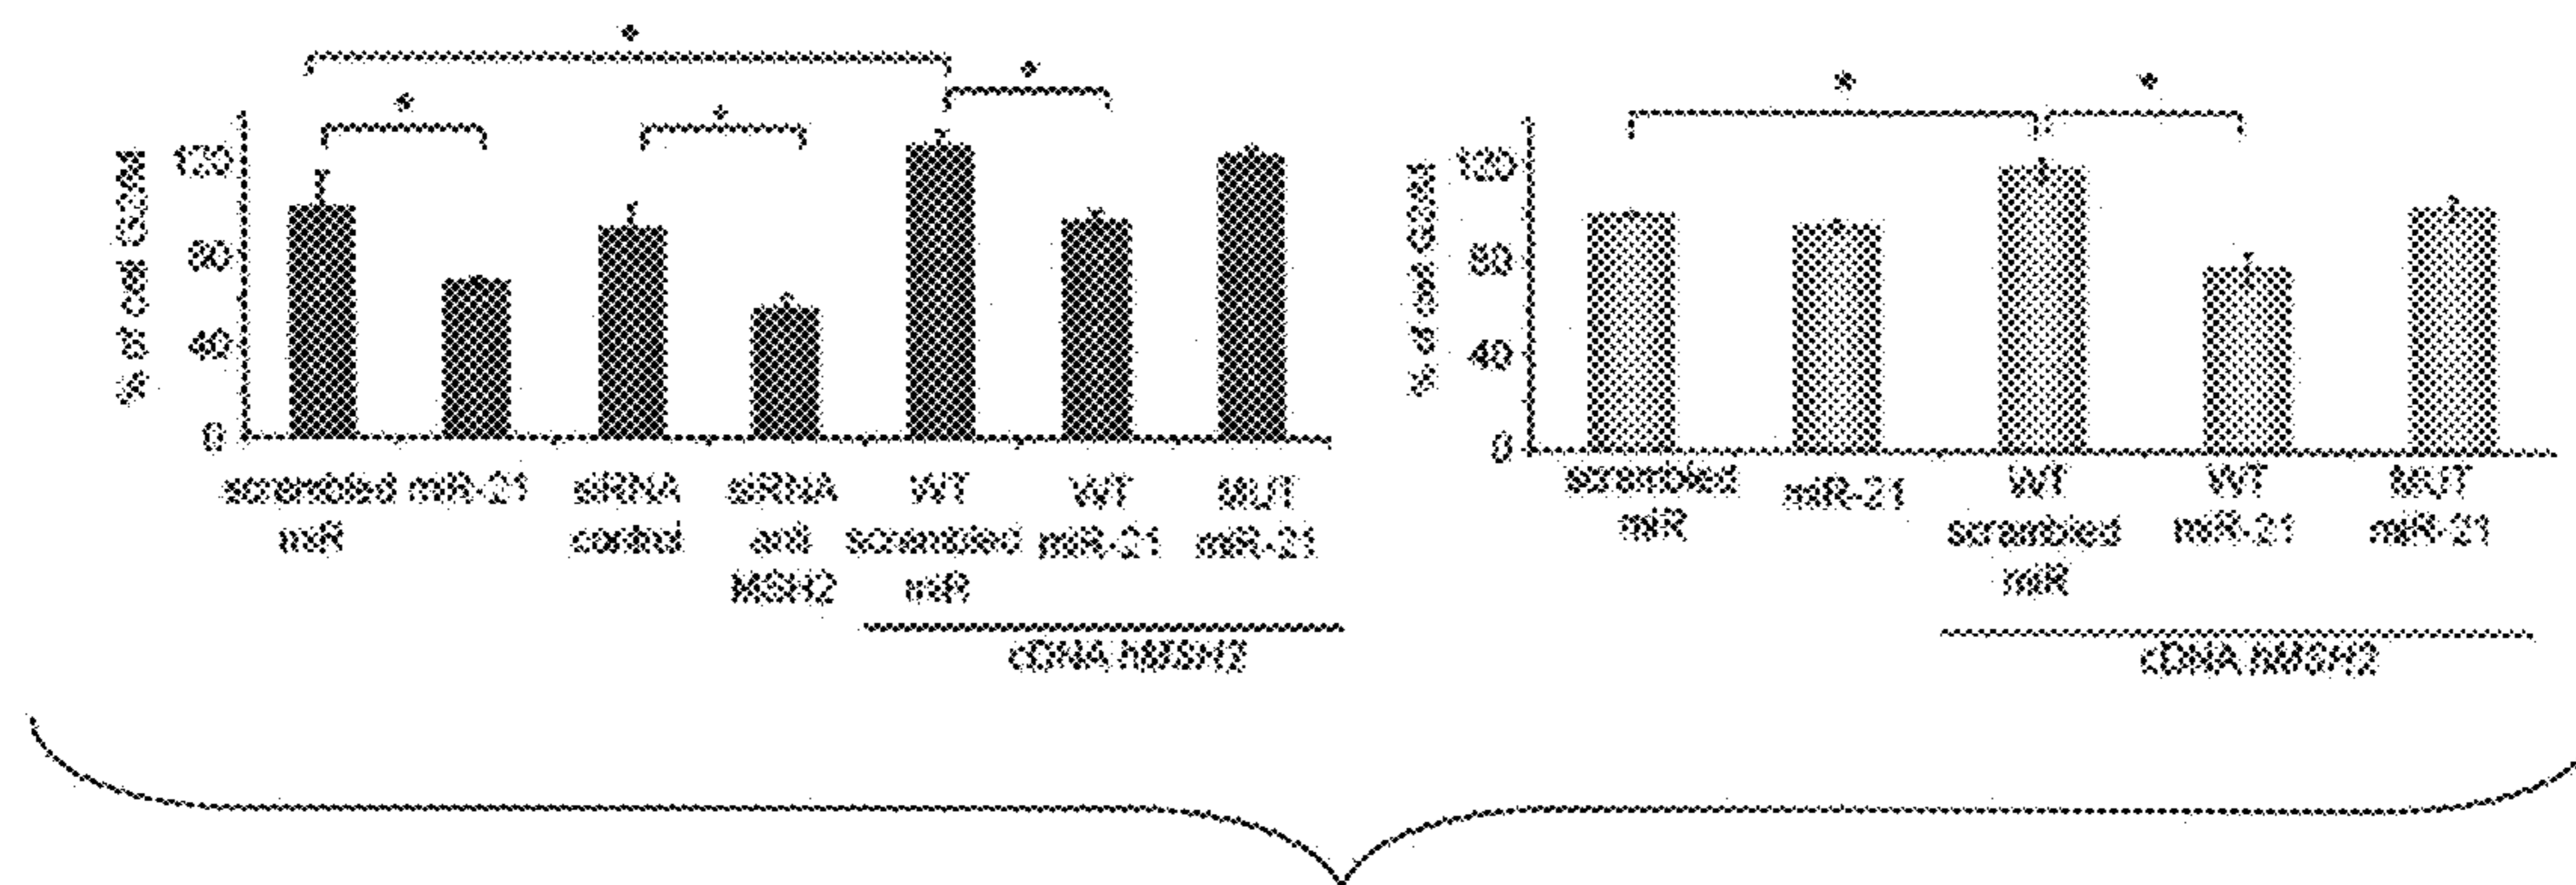 *
*
*
*
% of cell
120
80
40
0
scrambled miR-21 siRNA siRNA WT WT MUT
miR control anti scrambled miR-21 miR-21
MSH2 miR
cDNA hMSH2
*
*
% of cell
120
80
40
0
scrambled miR-21 WT WT MUT
miR scrambled miR-21 miR-21
miR
cDNA hMSH2